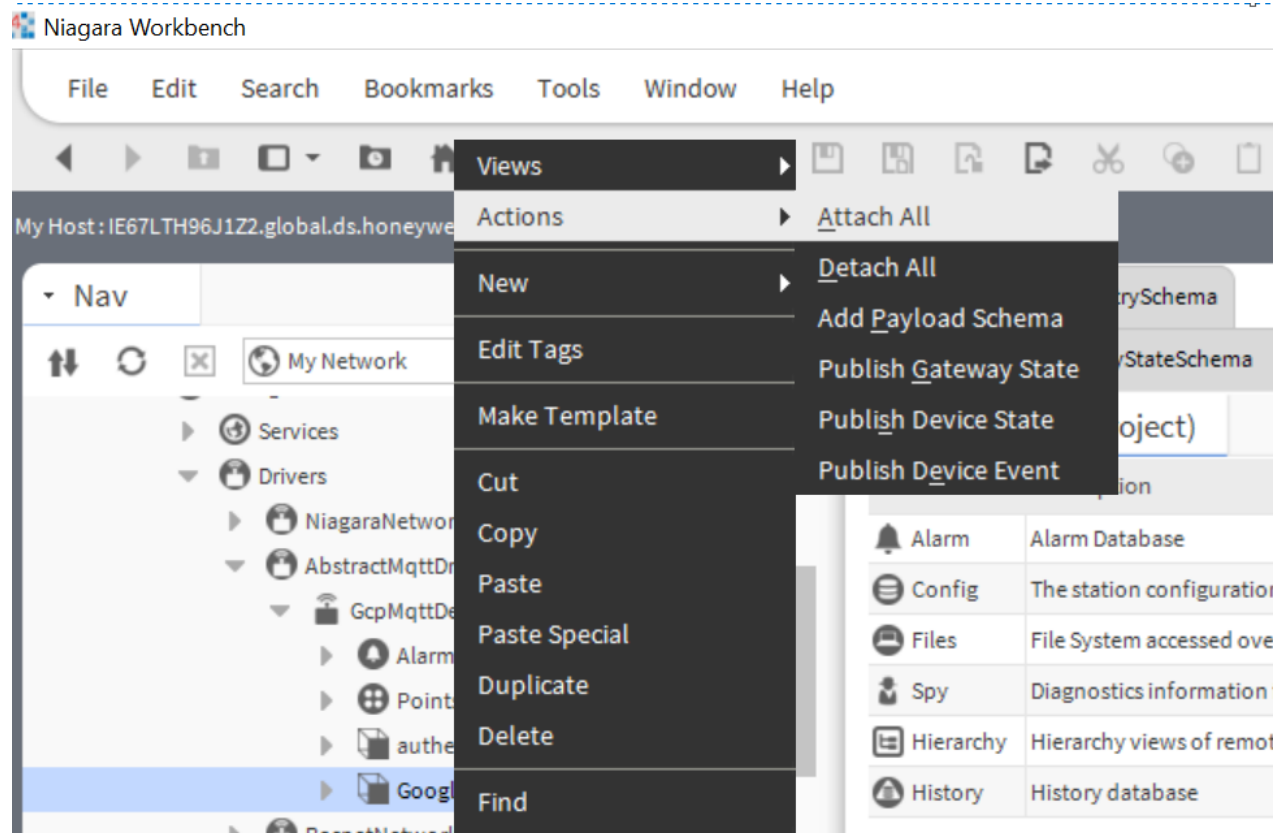 Niagara Workbench
File Edit Search Bookmarks Tools Window Help
My Host : IE67LTH96J1Z2.global.ds.honeywe
Nav
My Network
Services
Drivers
NiagaraNetwor
AbstractMqttDr
GcpMqttDe
Alarm
Points
authe
Googl
Views
Actions
New
Edit Tags
Make Template
Cut
Copy
Paste
Paste Special
Duplicate
Delete
Find
Attach All
Detach All
Add Payload Schema
Publish Gateway State
Publish Device State
Publish Device Event
rySchema
yStateSchema
oject)
Alarm Alarm Database
Config The station configuration
Files File System accessed ove
Spy Diagnostics information
Hierarchy Hierarchy views of remot
History History database